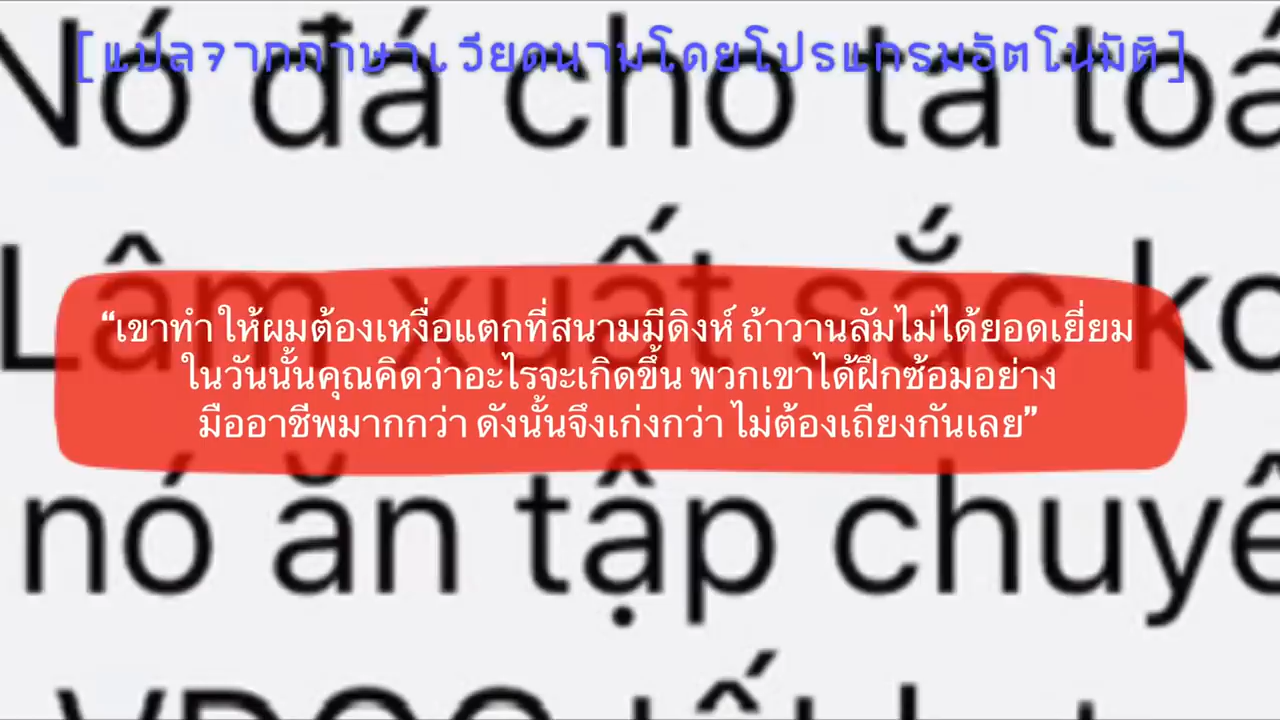 [แปลจากภาษาเวียดนามโดยโปรแกรมอัตโนมัติ]
Nó đá cho ta toá
Lâm xuất sắc ko
“เขาทำให้ผมต้องเหงื่อแตกที่สนามมีดิงห์ ถ้าวานลัมไม่ได้ยอดเยี่ยม
ในวันนั้นคุณคิดว่าอะไรจะเกิดขึ้น พวกเขาได้ฝึกซ้อมอย่าง
มืออาชีพมากกว่า ดังนั้นจึงเก่งกว่า ไม่ต้องเถียงกันเลย”
nó ăn tập chuyê